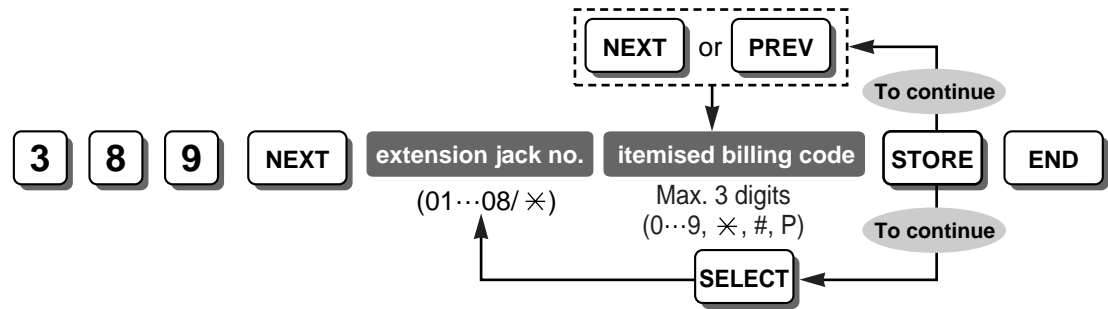 NEXT or PREV
To continue
3 8 9 NEXT extension jack no. itemised billing code STORE END
(01···08/ ✳) Max. 3 digits
(0···9, ✳, #, P)
To continue
SELECT